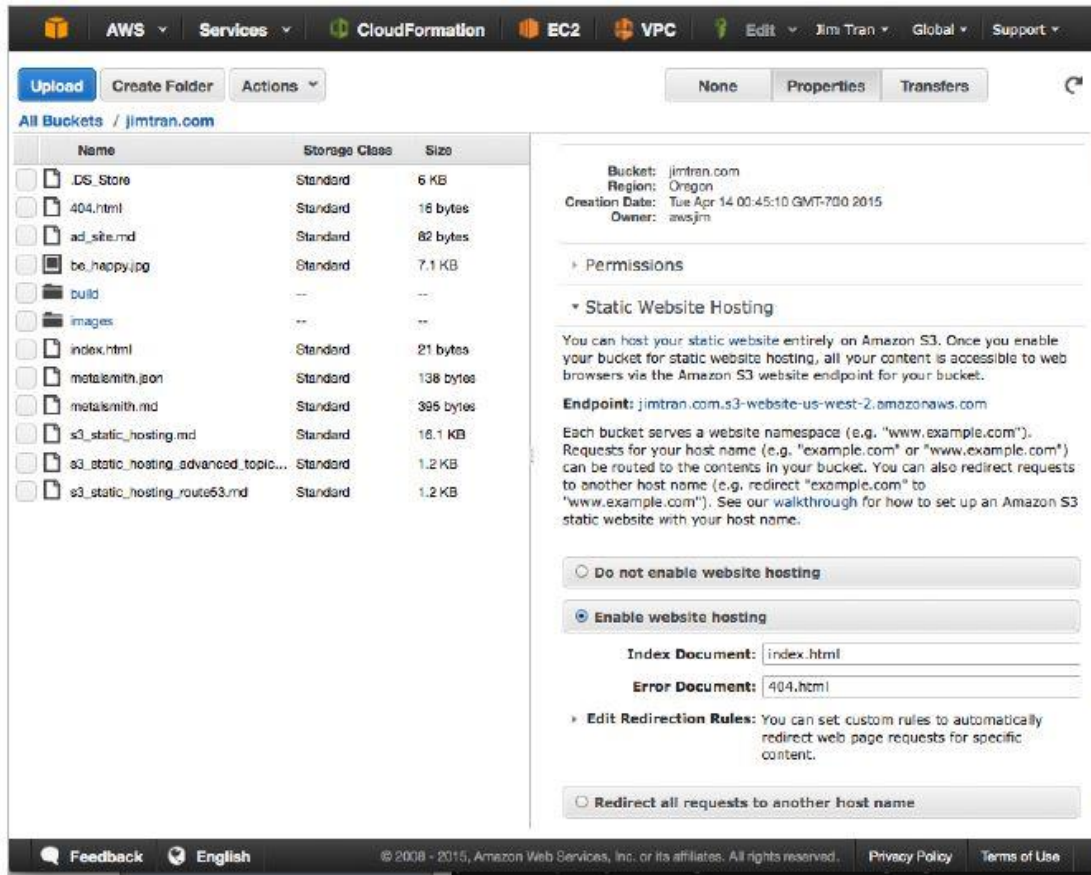 AWS Services CloudFormation EC2 VPC Edit Jim Tran Global Support
Upload Create Folder Actions None Properties Transfers
All Buckets / jimtran.com
Name Storage Class Size
.DS_Store Standard 6 KB
404.html Standard 16 bytes
ad_site.md Standard 82 bytes
be_happy.jpg Standard 7.1 KB
build -- --
images -- --
index.html Standard 21 bytes
metalsmith.json Standard 138 bytes
metalsmith.md Standard 395 bytes
s3_static_hosting.md Standard 16.1 KB
s3_static_hosting_advanced_topic... Standard 1.2 KB
s3_static_hosting_route53.md Standard 1.2 KB
Bucket: jimtran.com
Region: Oregon
Creation Date: Tue Apr 14 00:45:10 GMT-700 2015
Owner: awsjim
Permissions
Static Website Hosting
You can host your static website entirely on Amazon S3. Once you enable
your bucket for static website hosting, all your content is accessible to web
browsers via the Amazon S3 website endpoint for your bucket.
Endpoint: jimtran.com.s3-website-us-west-2.amazonaws.com
Each bucket serves a website namespace (e.g. "www.example.com").
Requests for your host name (e.g. "example.com" or "www.example.com")
can be routed to the contents in your bucket. You can also redirect requests
to another host name (e.g. redirect "example.com" to
"www.example.com"). See our walkthrough for how to set up an Amazon S3
static website with your host name.
Do not enable website hosting
Enable website hosting
Index Document: index.html
Error Document: 404.html
Edit Redirection Rules: You can set custom rules to automatically
redirect web page requests for specific
content.
Redirect all requests to another host name
Feedback English © 2008 - 2015, Amazon Web Services, Inc. or its affiliates. All rights reserved. Privacy Policy Terms of Use